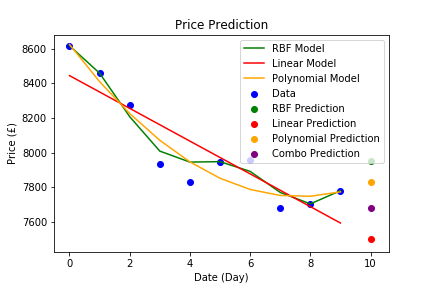 Price Prediction
8600
8400
8200
8000
7800
7600
Price (£)
RBF Model
Linear Model
Polynomial Model
Data
RBF Prediction
Linear Prediction
Polynomial Prediction
Combo Prediction
0
2
4
6
8
10
Date (Day)